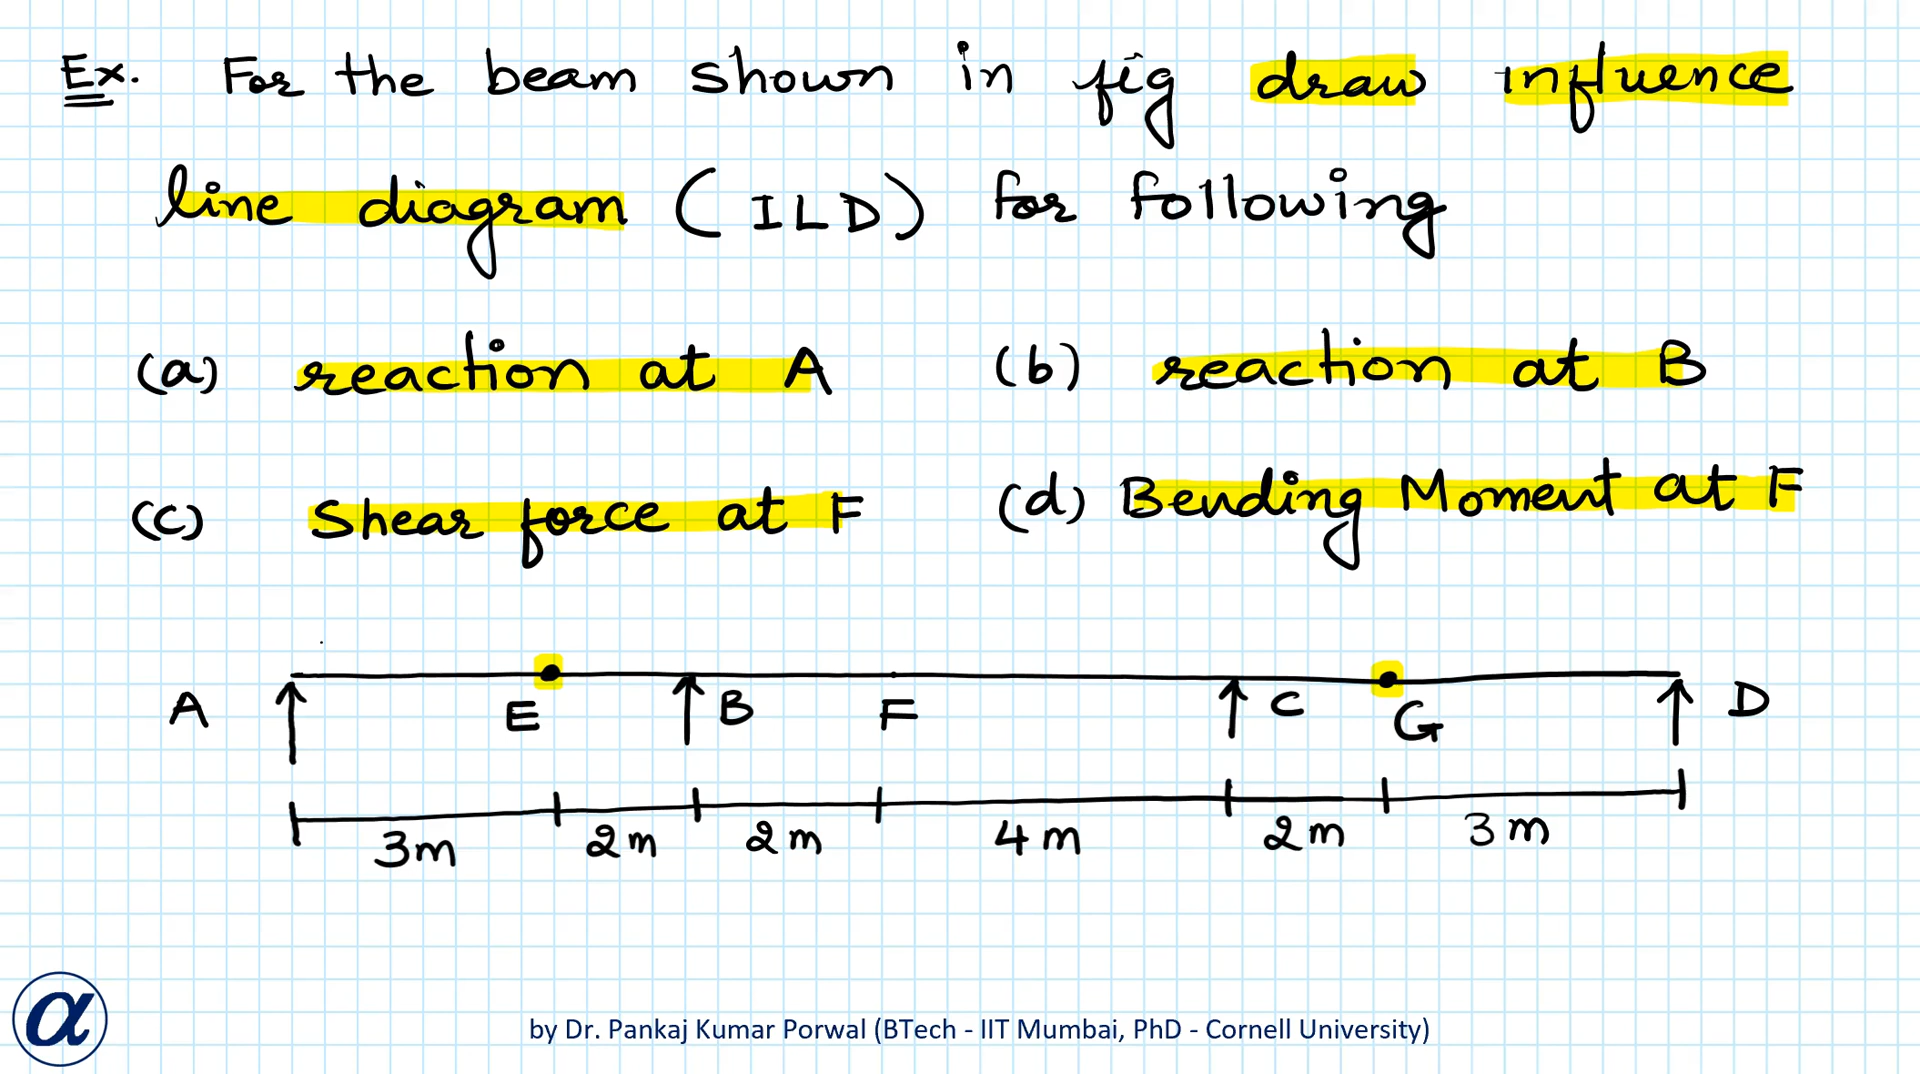 Ex. For the beam shown in fig draw influence
line diagram (ILD) for following
(a) reaction at A (b) reaction at B
(c) Shear force at F (d) Bending Moment at F
A E B F C G D
3m 2m 2m 4m 2m 3m
α by Dr. Pankaj Kumar Porwal (BTech - IIT Mumbai, PhD - Cornell University)